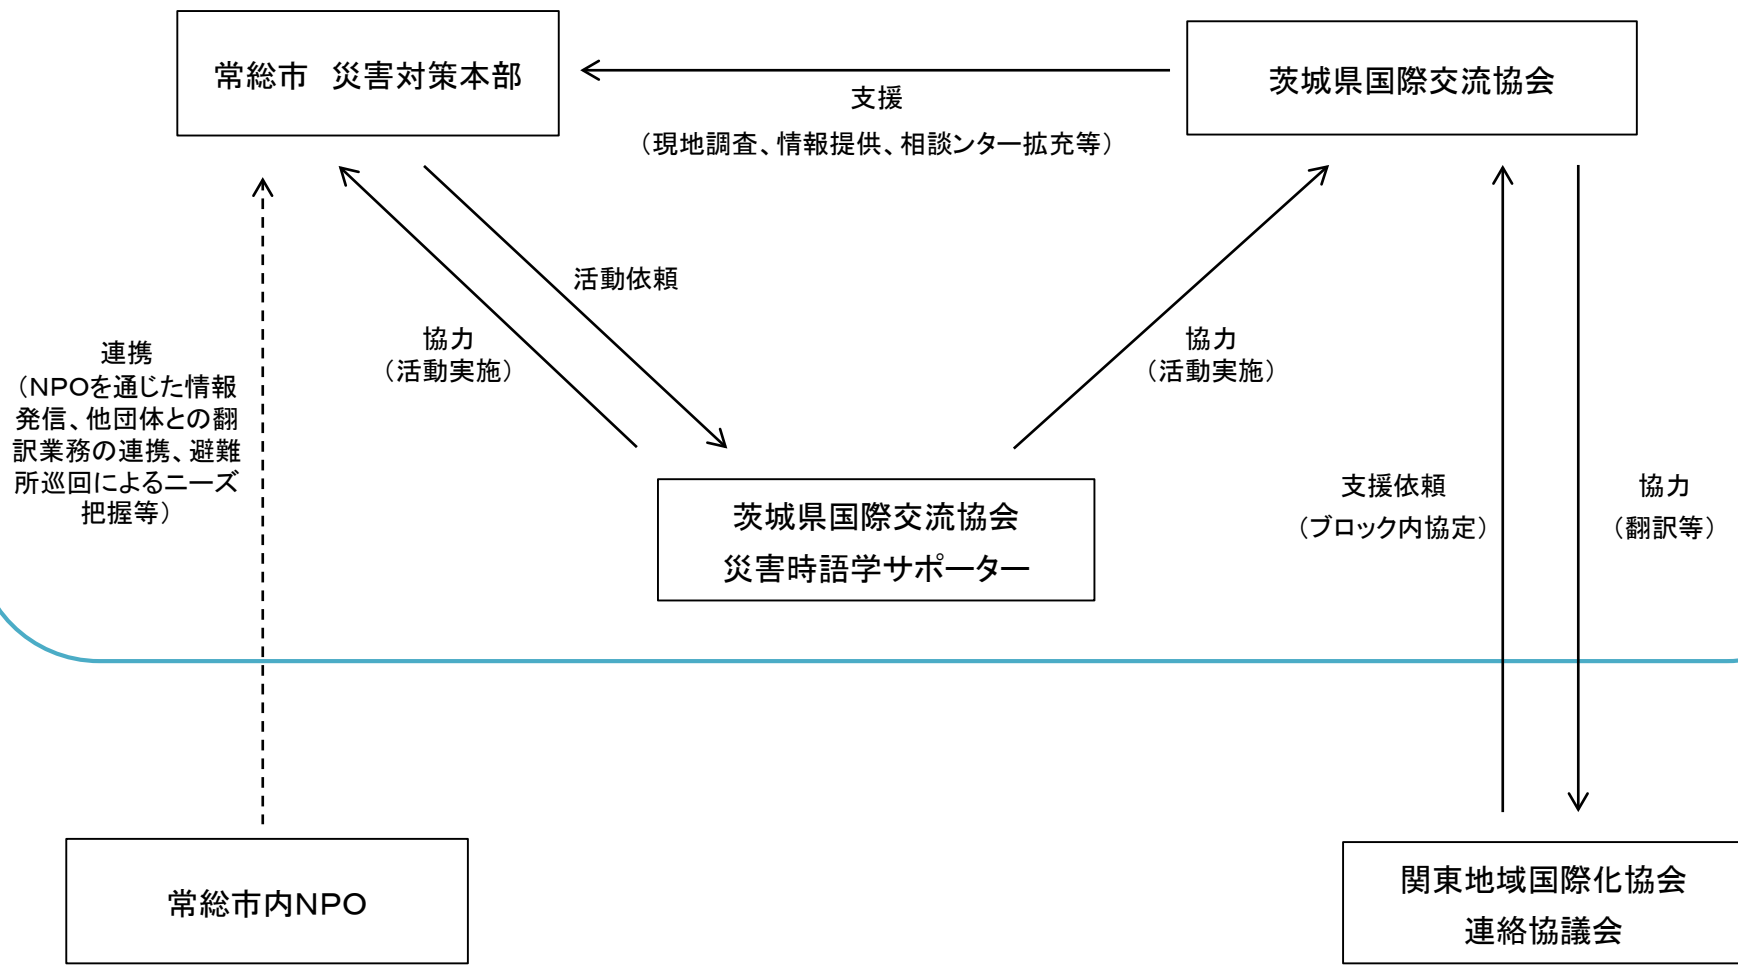 常総市　災害対策本部
茨城県国際交流協会
支援
（現地調査、情報提供、相談ンター拡充等）
活動依頼
協力
（活動実施）
協力
（活動実施）
連携
（NPOを通じた情報
発信、他団体との翻
訳業務の連携、避難
所巡回によるニーズ
把握等）
茨城県国際交流協会
災害時語学サポーター
支援依頼
（ブロック内協定）
協力
（翻訳等）
常総市内NPO
関東地域国際化協会
連絡協議会